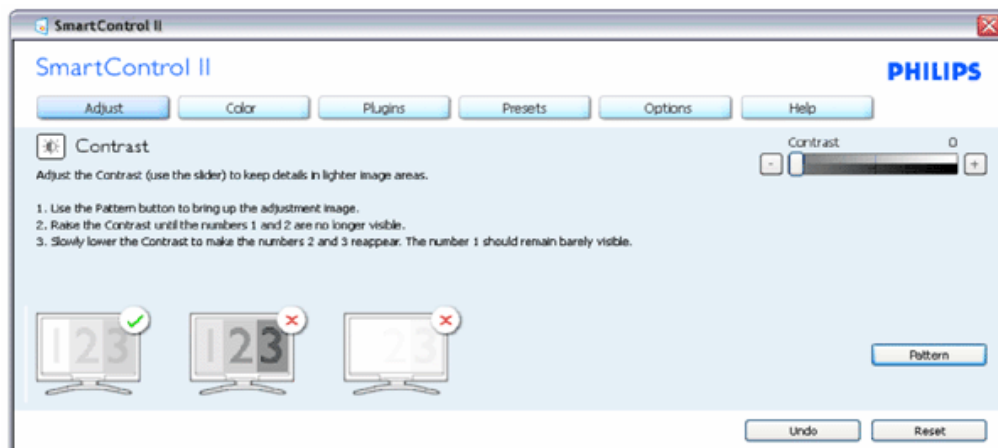 SmartControl II
SmartControl II
PHILIPS
Adjust Color Plugins Presets Options Help
Contrast
Contrast 0
- +
Adjust the Contrast (use the slider) to keep details in lighter image areas.
1. Use the Pattern button to bring up the adjustment image.
2. Raise the Contrast until the numbers 1 and 2 are no longer visible.
3. Slowly lower the Contrast to make the numbers 2 and 3 reappear. The number 1 should remain barely visible.
123 123 23
Pattern
Undo Reset